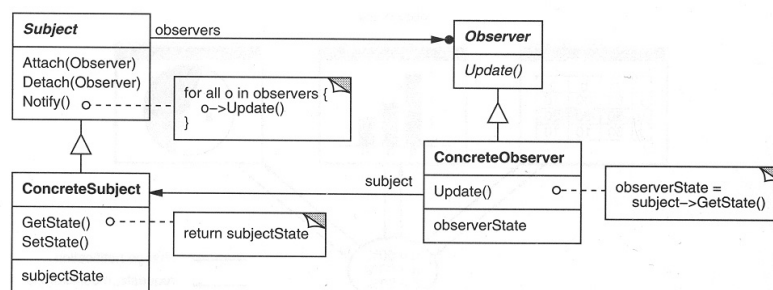 Subject
observers
Observer
Attach(Observer)
Detach(Observer)
Notify()
for all o in observers {
o->Update()
}
Update()
ConcreteSubject
GetState()
SetState()
subjectState
return subjectState
subject
ConcreteObserver
Update()
observerState
observerState =
subject->GetState()